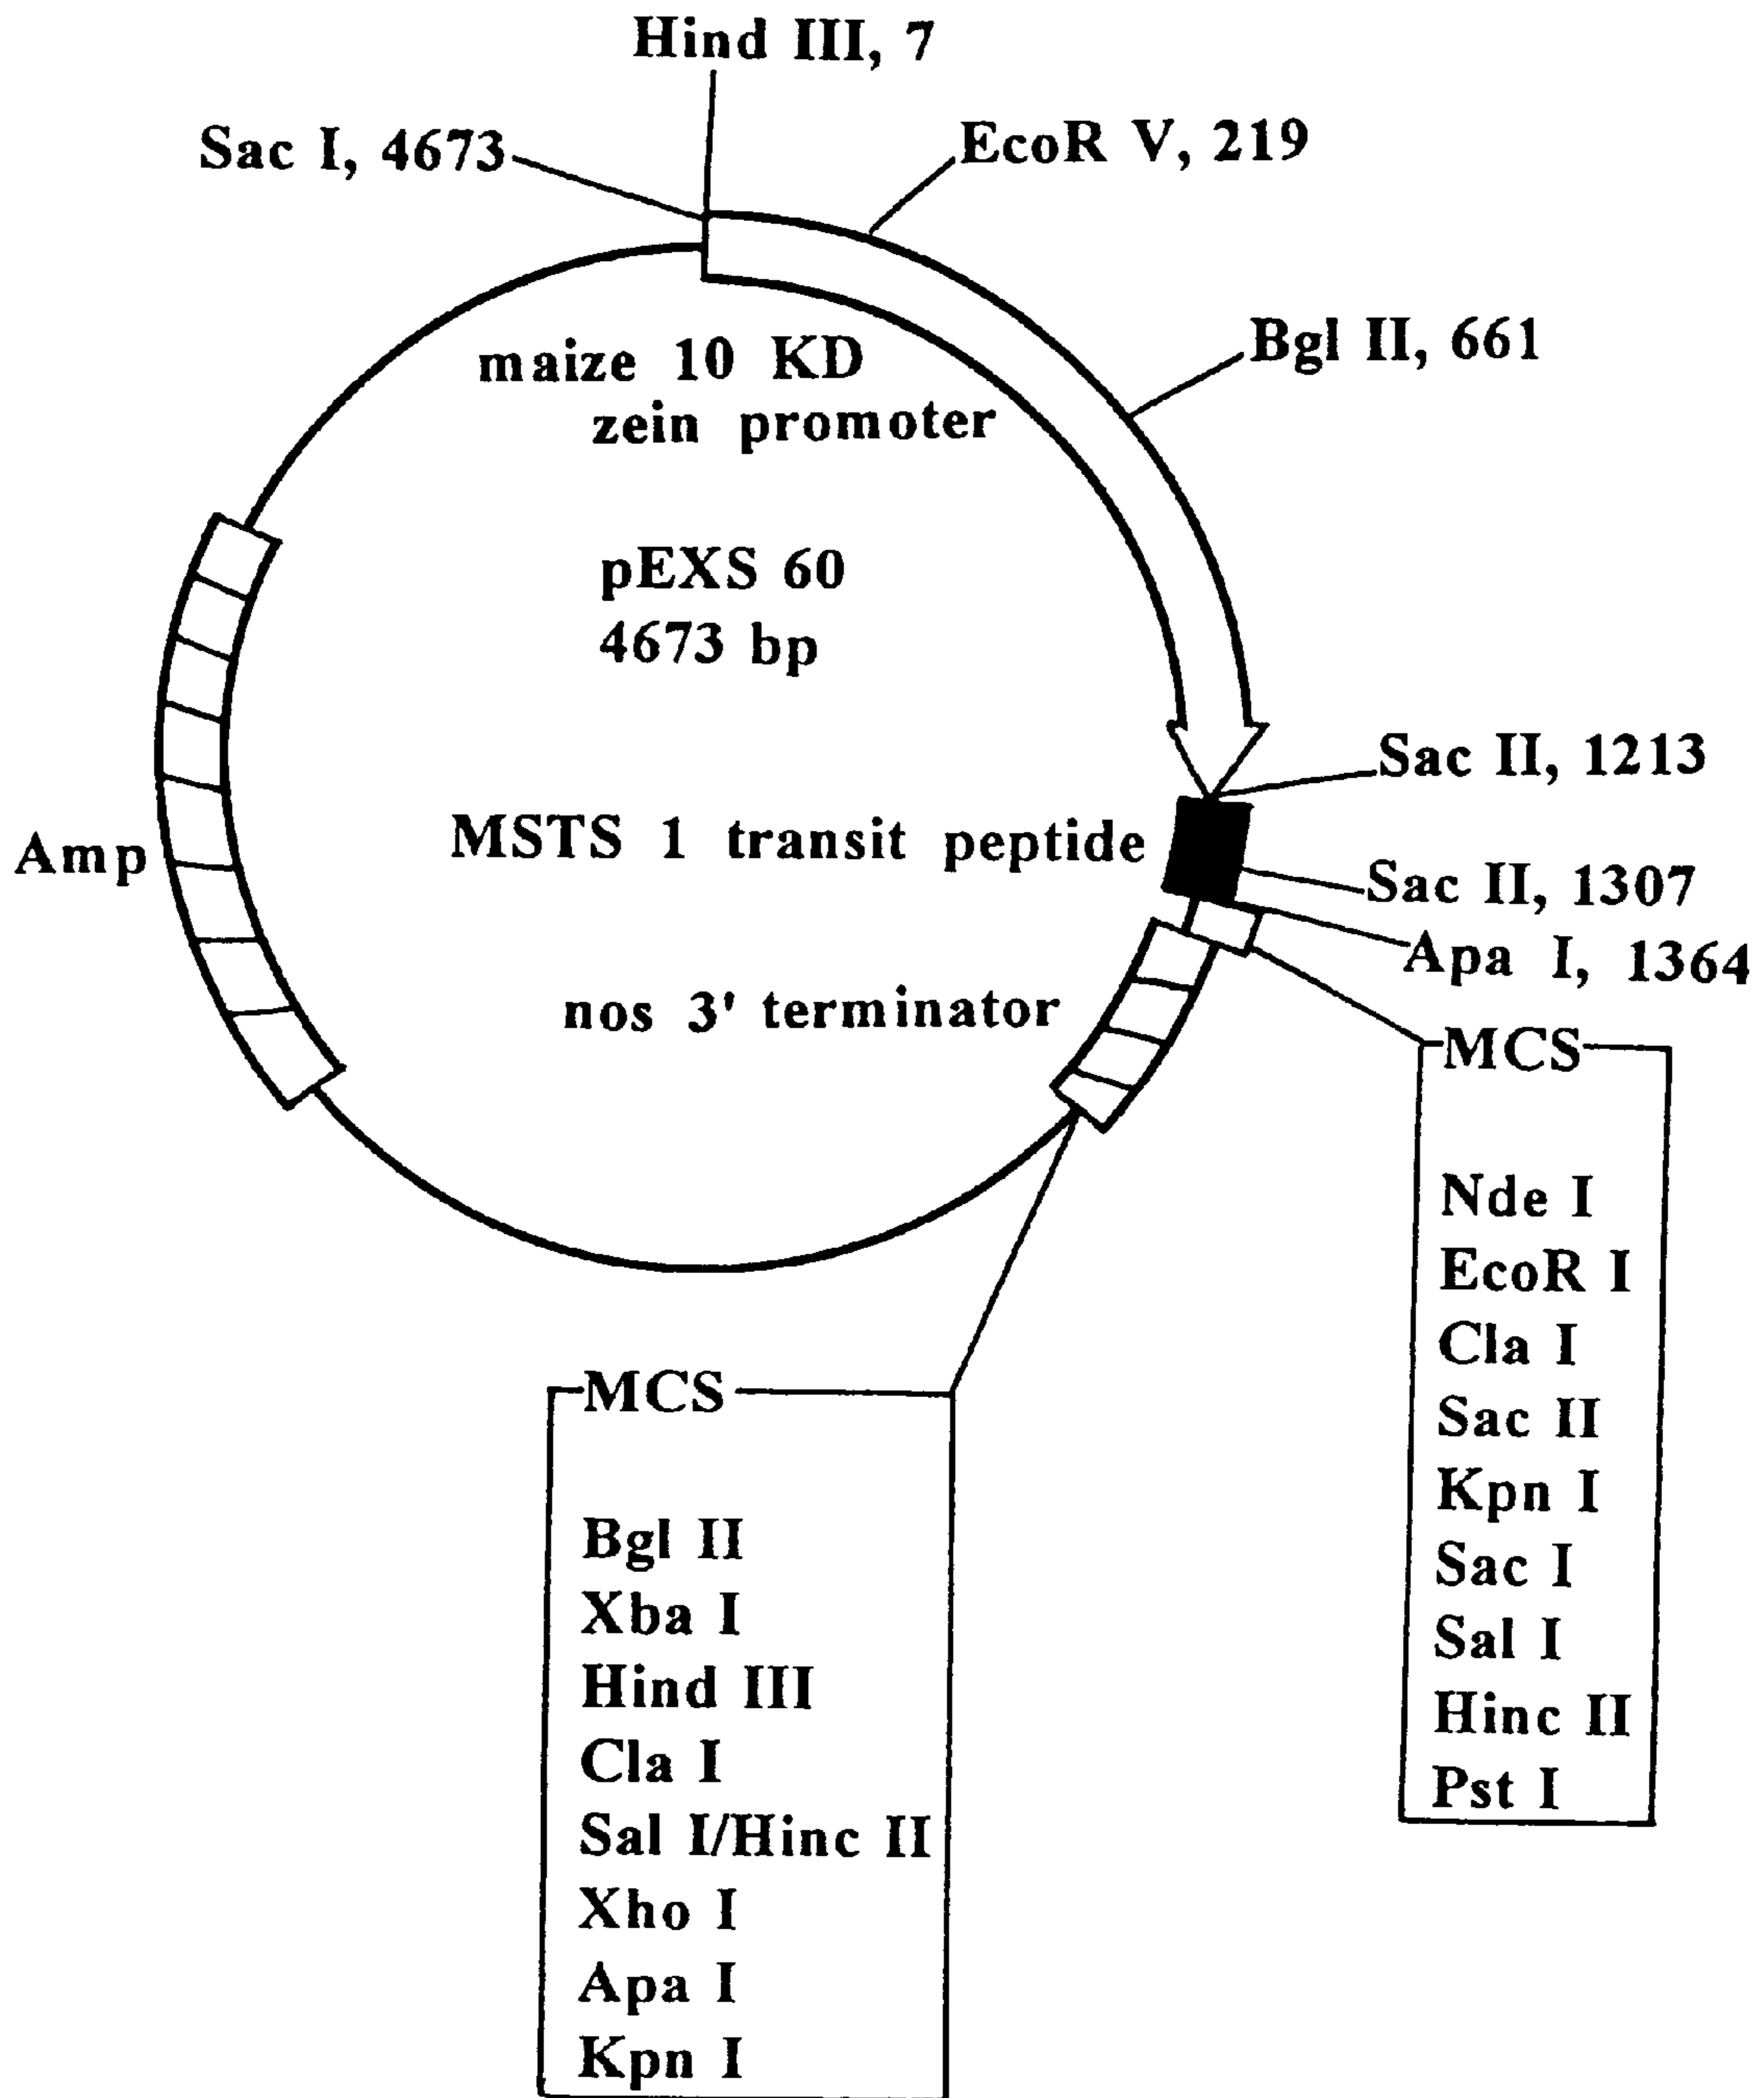 Hind III, 7
Sac I, 4673
EcoR V, 219
Bgl II, 661
maize 10 KD
zein promoter
pEXS 60
4673 bp
Sac II, 1213
MSTS 1 transit peptide
Amp
Sac II, 1307
Apa I, 1364
nos 3' terminator
MCS
Nde I
EcoR I
Cla I
Sac II
Kpn I
Sac I
Sal I
Hinc II
Pst I
MCS
Bgl II
Xba I
Hind III
Cla I
Sal I/Hinc II
Xho I
Apa I
Kpn I